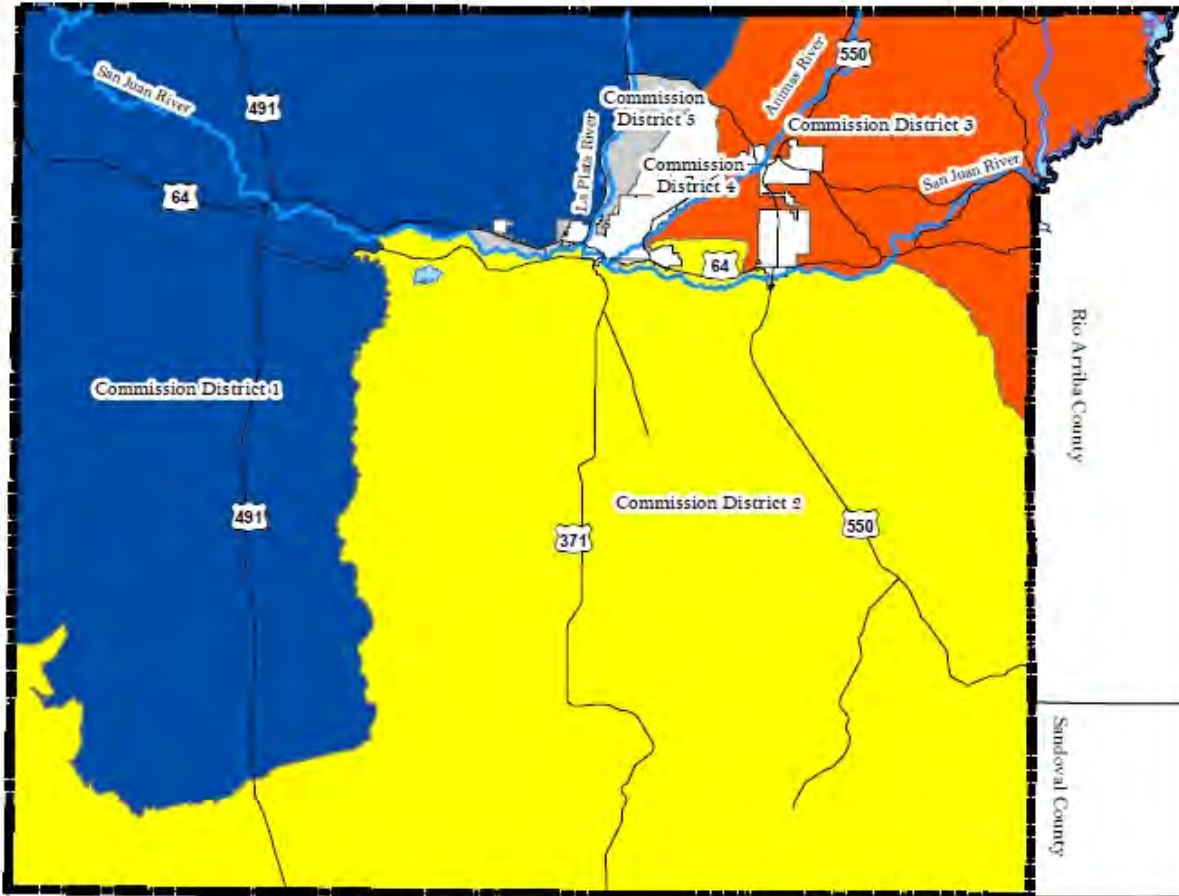 San Juan River
491
64
La Plata River
Commission
District 5
Animas River
550
Commission District 3
Commission
District 4
San Juan River
64
Rio Arriba County
Commission District 1
491
371
Commission District 2
550
Sandoval County